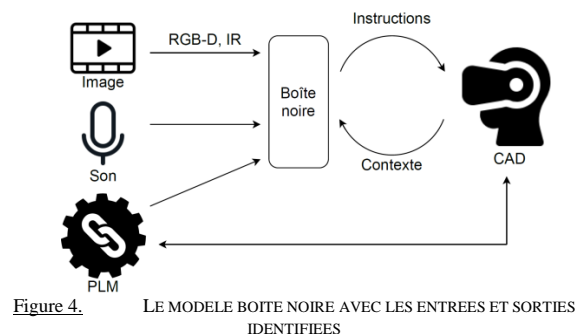 Instructions
RGB-D, IR
Image
Boîte
noire
Son
Contexte
CAD
PLM
Figure 4. LE MODELE BOITE NOIRE AVEC LES ENTREES ET SORTIES
IDENTIFIEES